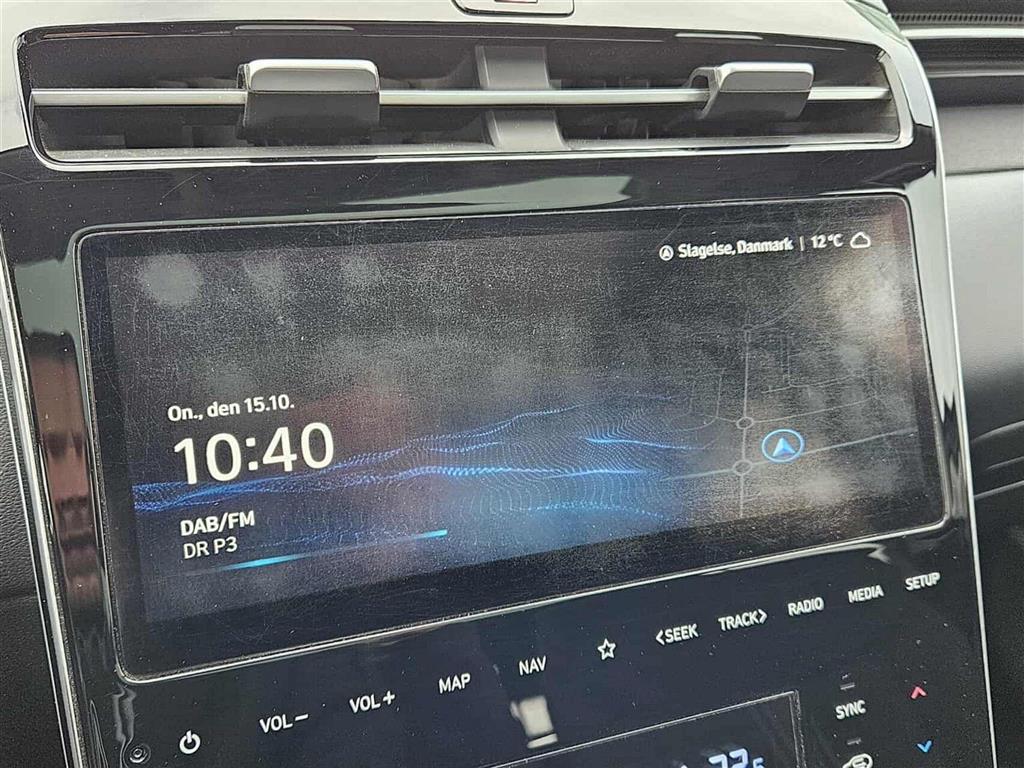 Slagelse, Danmark | 12°C
On., den 15.10.
10:40
DAB/FM
DR P3
VOL−
VOL+
MAP
NAV
<SEEK
TRACK>
RADIO
MEDIA
SETUP
SYNC